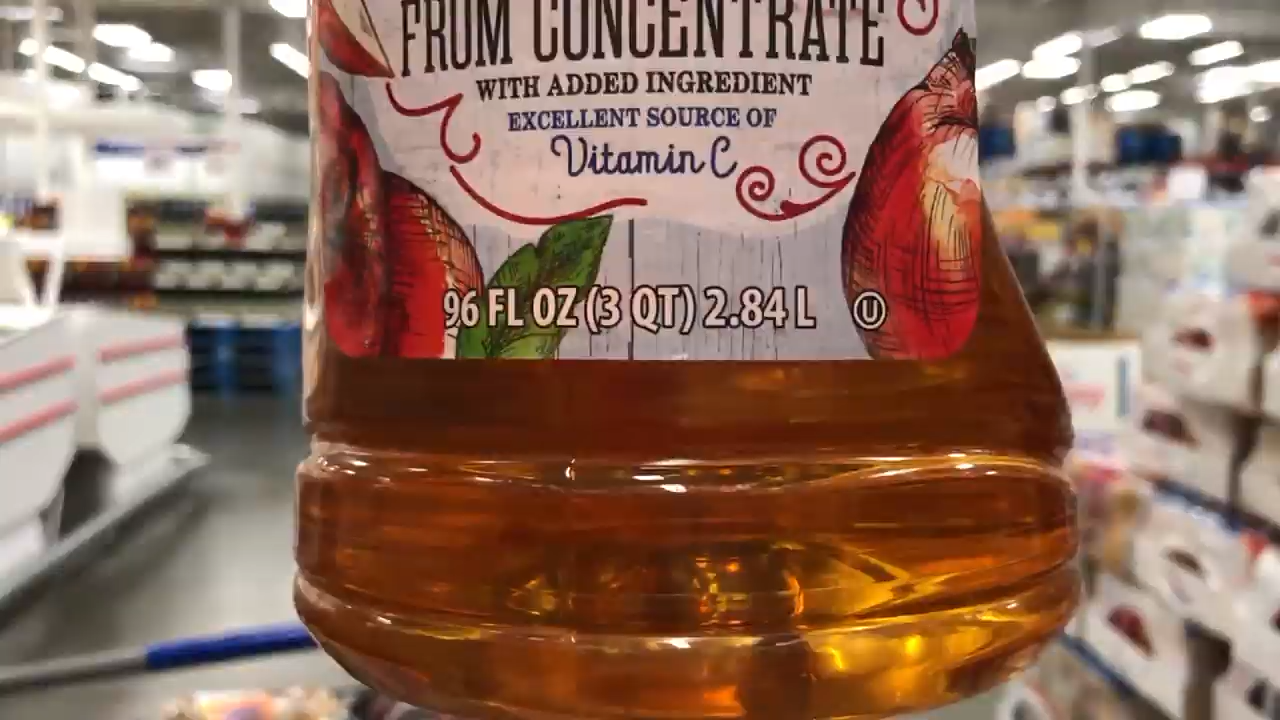 FROM CONCENTRATE
WITH ADDED INGREDIENT
EXCELLENT SOURCE OF
Vitamin C
96 FL OZ (3 QT) 2.84 L Ⓤ